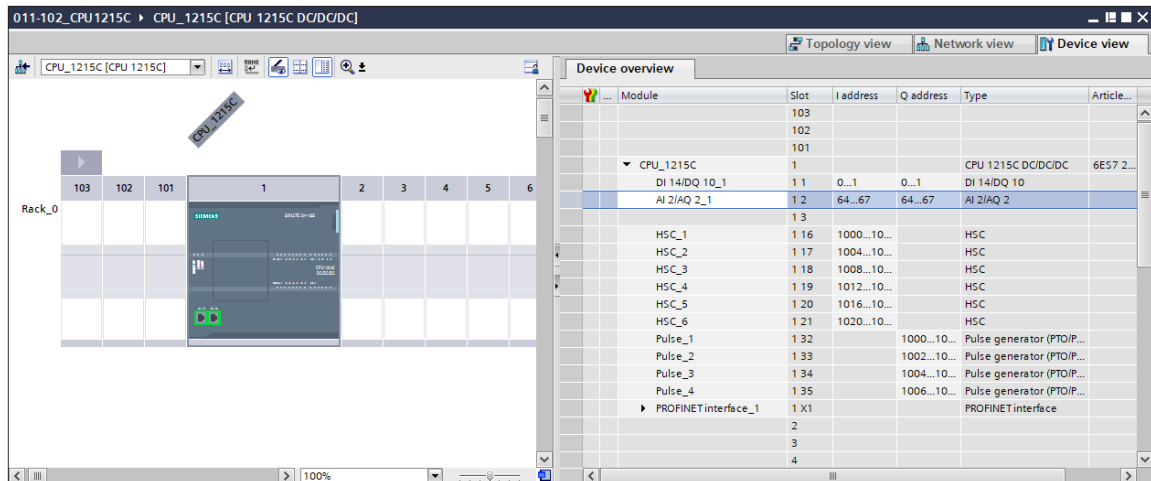 011-102_CPU1215C ▸ CPU_1215C [CPU 1215C DC/DC/DC]
Topology view Network view Device view
CPU_1215C [CPU 1215C]
Device overview
... Module Slot I address Q address Type Article...
103
102
101
CPU_1215C 1 CPU 1215C DC/DC/DC 6ES7 2...
DI 14/DQ 10_1 1 1 0...1 0...1 DI 14/DQ 10
AI 2/AQ 2_1 1 2 64...67 64...67 AI 2/AQ 2
1 3
HSC_1 1 16 1000...10... HSC
HSC_2 1 17 1004...10... HSC
HSC_3 1 18 1008...10... HSC
HSC_4 1 19 1012...10... HSC
HSC_5 1 20 1016...10... HSC
HSC_6 1 21 1020...10... HSC
Pulse_1 1 32 1000...10... Pulse generator (PTO/P...
Pulse_2 1 33 1002...10... Pulse generator (PTO/P...
Pulse_3 1 34 1004...10... Pulse generator (PTO/P...
Pulse_4 1 35 1006...10... Pulse generator (PTO/P...
PROFINET interface_1 1 X1 PROFINET interface
2
3
4
CPU_1215C
103 102 101 1 2 3 4 5 6
Rack_0
SIEMENS
100%